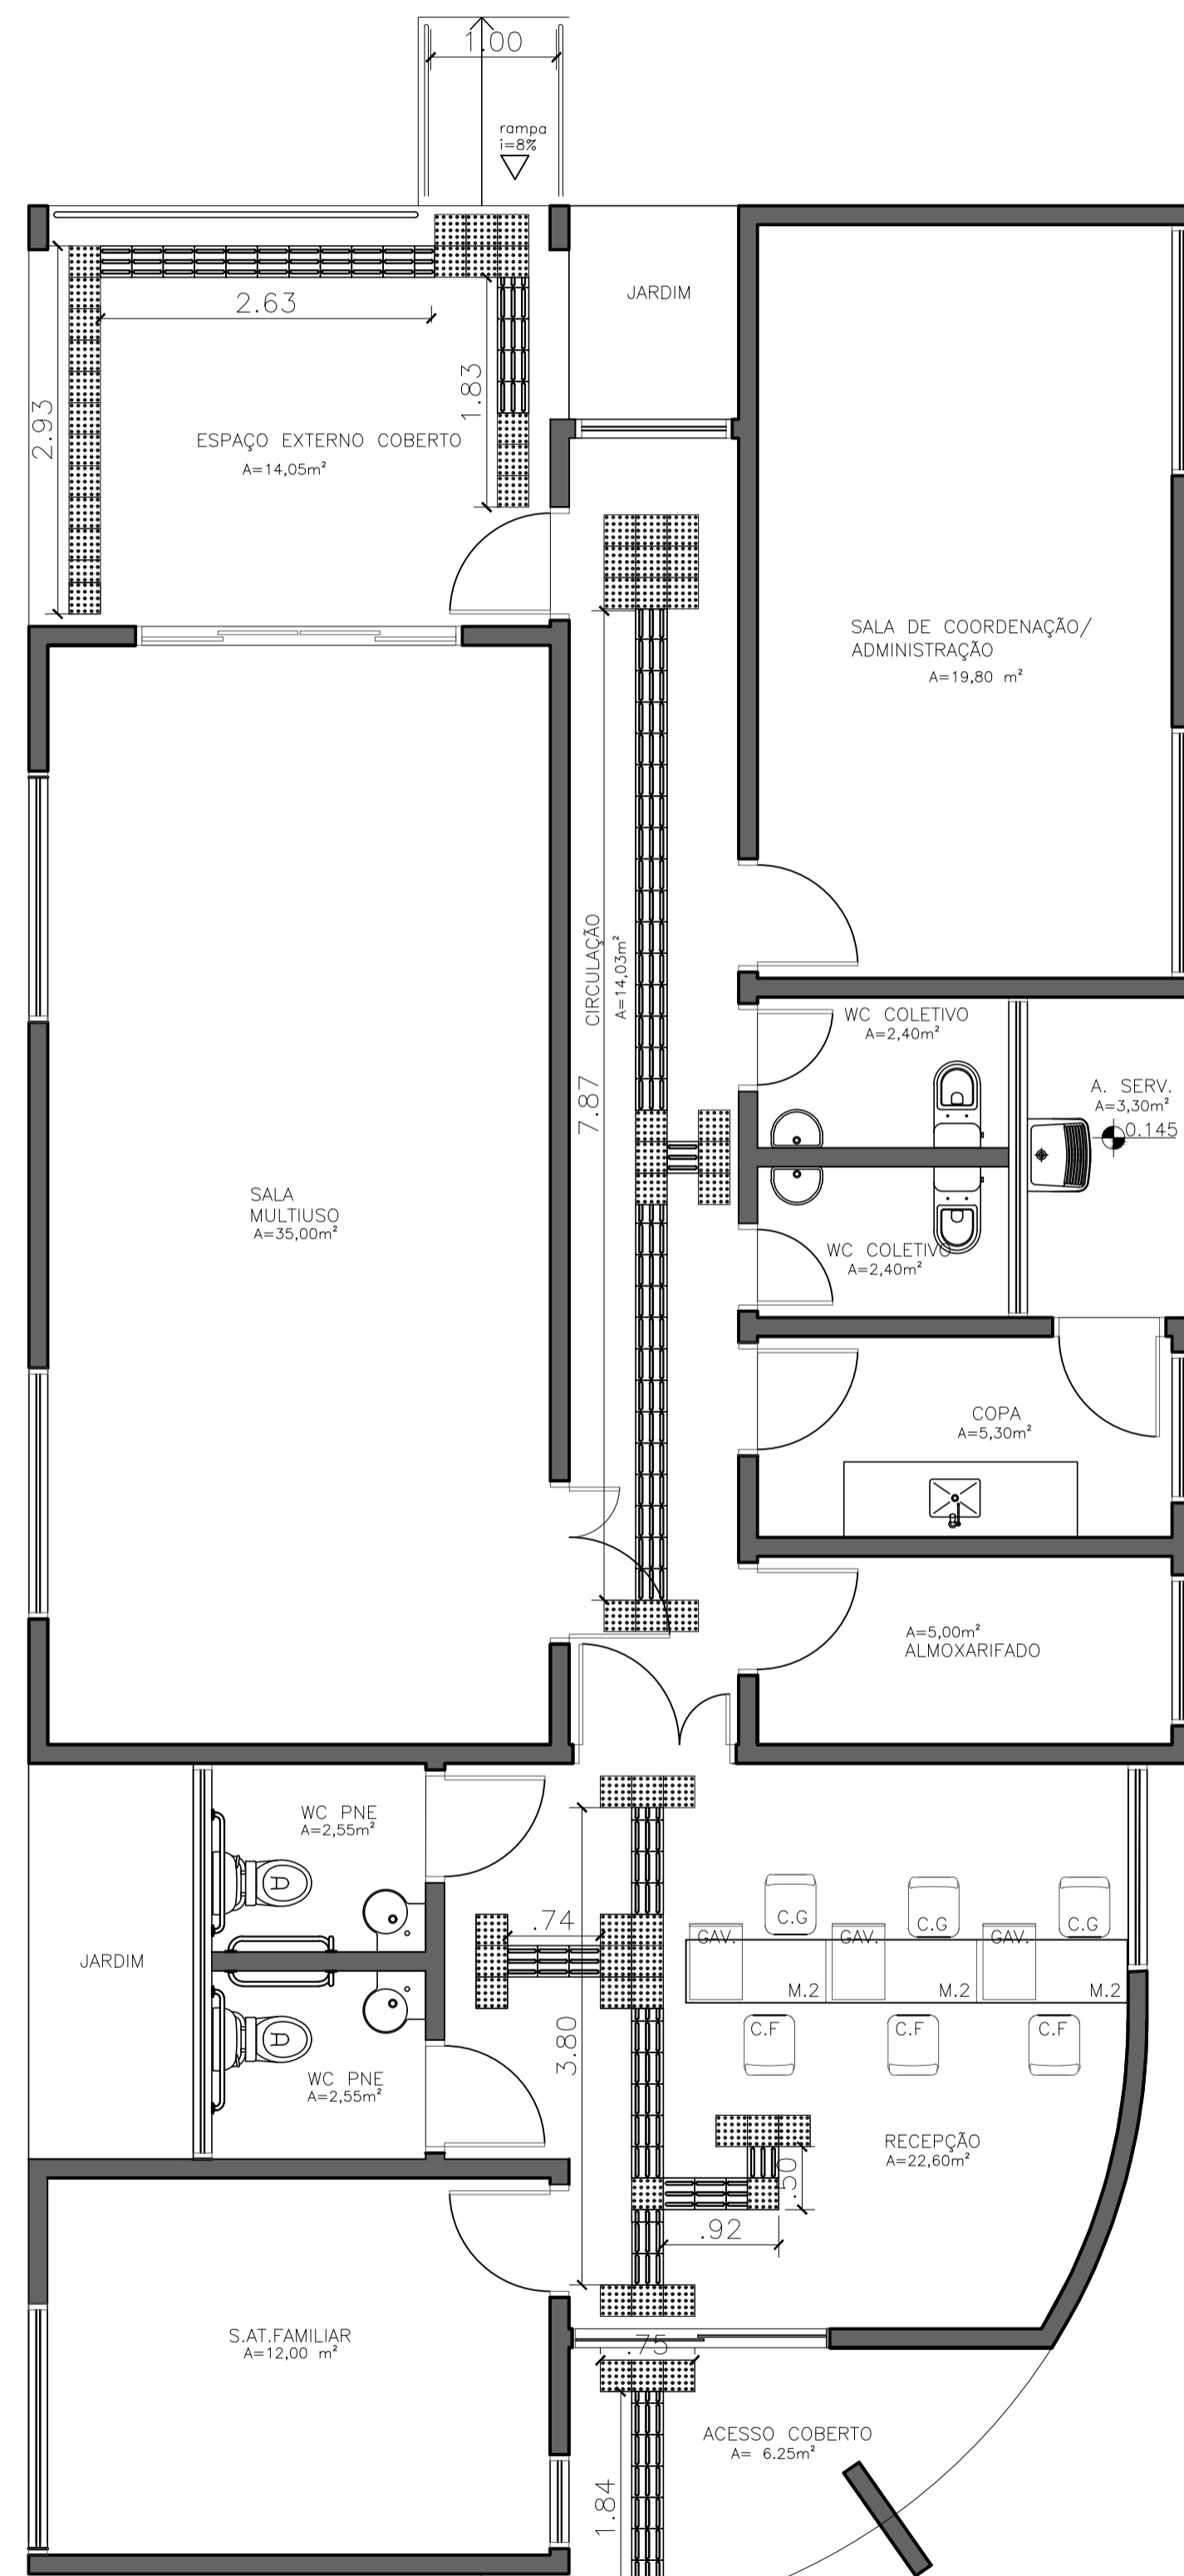 1.00
rampa
i=8%
2.63
JARDIM
1.83
2.93
ESPAÇO EXTERNO COBERTO
A=14,05m²
SALA DE COORDENAÇÃO/
ADMINISTRAÇÃO
A=19,80 m²
CIRCULAÇÃO
A=14,03m²
7.87
WC COLETIVO
A=2,40m²
A. SERV.
A=3,30m²
0.145
SALA
MULTIUSO
A=35,00m²
WC COLETIVO
A=2,40m²
COPA
A=5,30m²
A=5,00m²
ALMOXARIFADO
WC PNE
A=2,55m²
A
.74
C.G
C.G
C.G
GAV.
GAV.
GAV.
JARDIM
M.2
M.2
M.2
C.F
C.F
C.F
A
3.80
WC PNE
A=2,55m²
RECEPÇÃO
A=22,60m²
.50
.92
S.AT.FAMILIAR
A=12,00 m²
.75
ACESSO COBERTO
A= 6.25m²
1.84